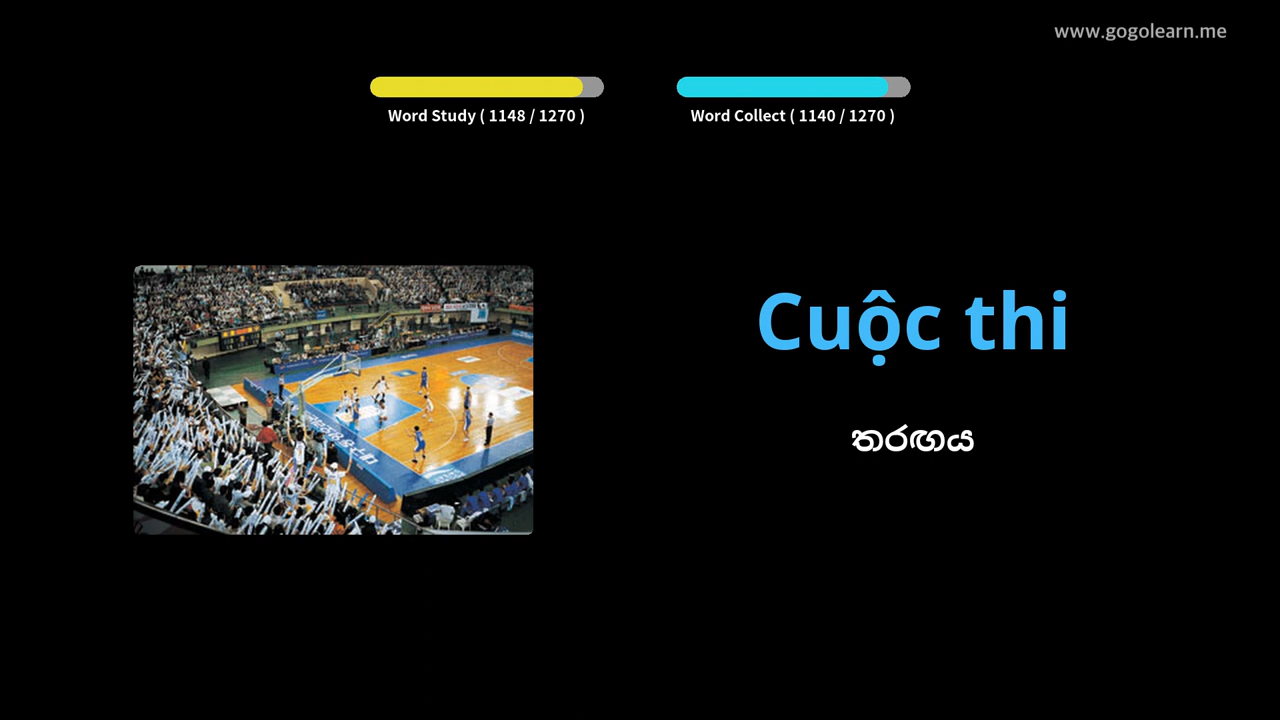 www.gogolearn.me
Word Study ( 1148 / 1270 )
Word Collect ( 1140 / 1270 )
Cuộc thi
තරඟය